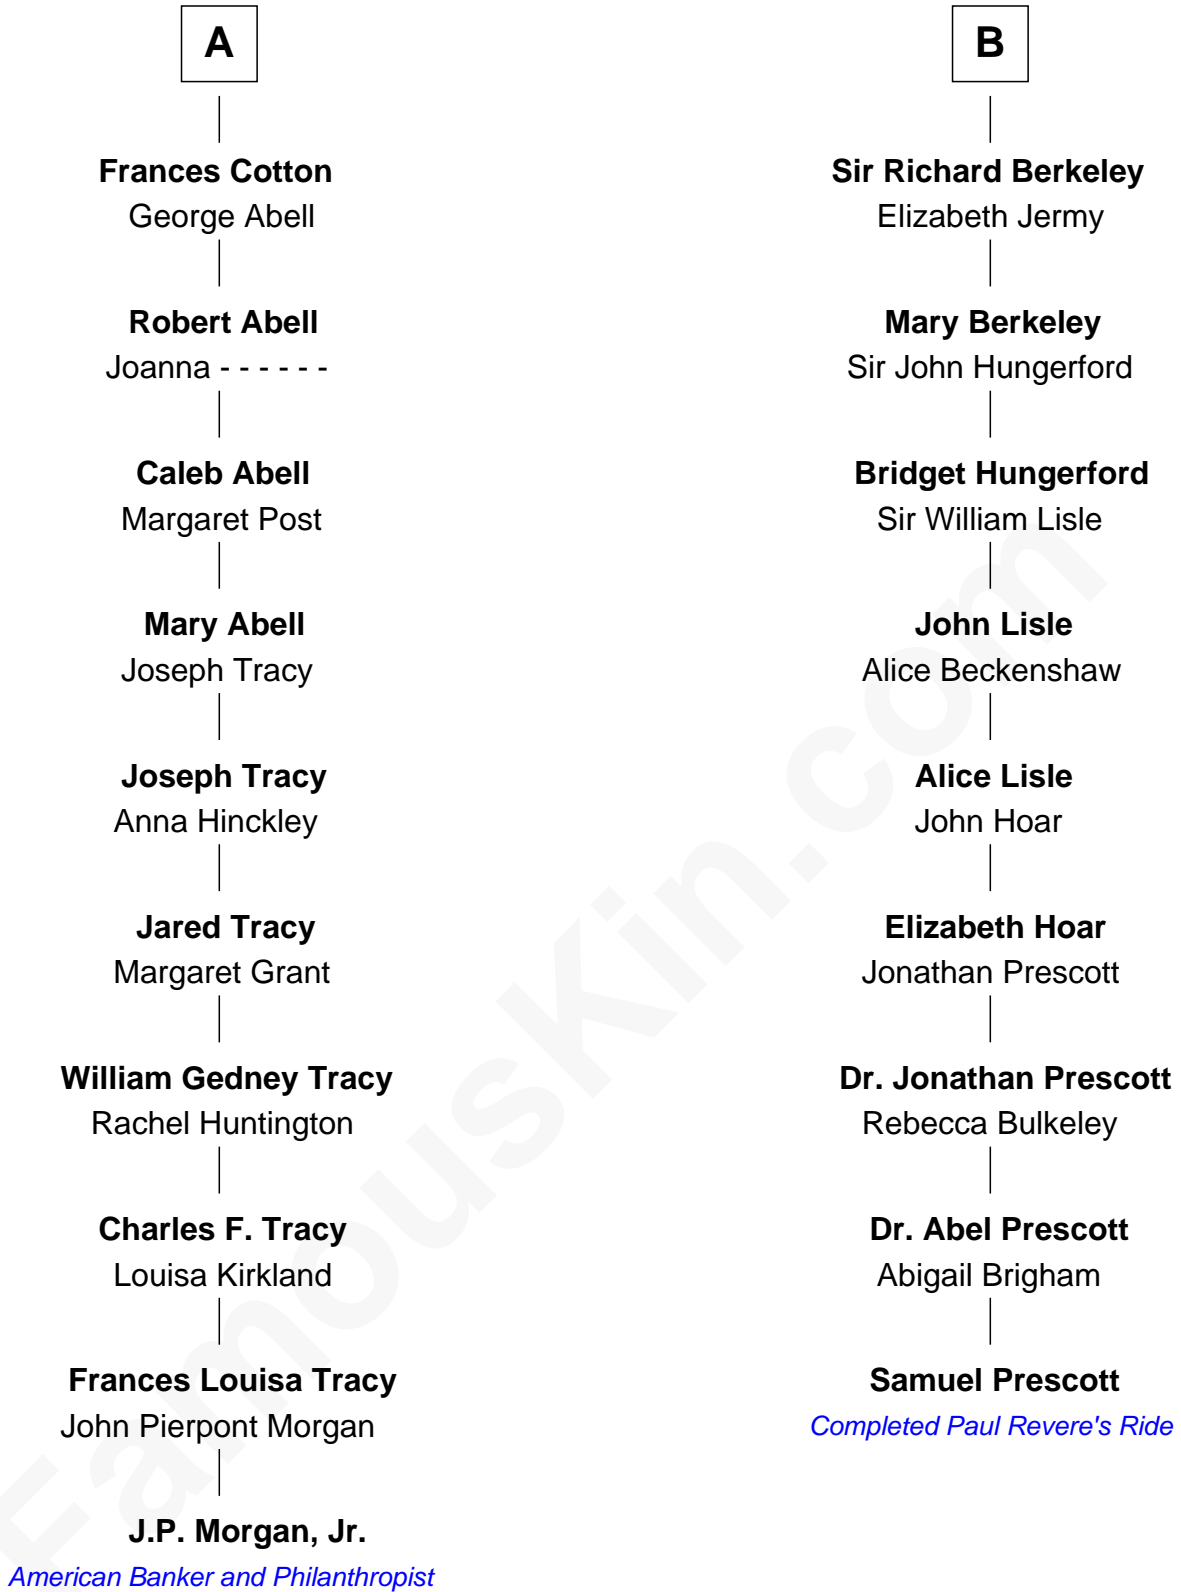 A
Frances Cotton
George Abell
Robert Abell
Joanna - - - - - -
Caleb Abell
Margaret Post
Mary Abell
Joseph Tracy
Joseph Tracy
Anna Hinckley
Jared Tracy
Margaret Grant
William Gedney Tracy
Rachel Huntington
Charles F. Tracy
Louisa Kirkland
Frances Louisa Tracy
John Pierpont Morgan
J.P. Morgan, Jr.
American Banker and Philanthropist
B
Sir Richard Berkeley
Elizabeth Jermy
Mary Berkeley
Sir John Hungerford
Bridget Hungerford
Sir William Lisle
John Lisle
Alice Beckenshaw
Alice Lisle
John Hoar
Elizabeth Hoar
Jonathan Prescott
Dr. Jonathan Prescott
Rebecca Bulkeley
Dr. Abel Prescott
Abigail Brigham
Samuel Prescott
Completed Paul Revere's Ride
FamousKin.com